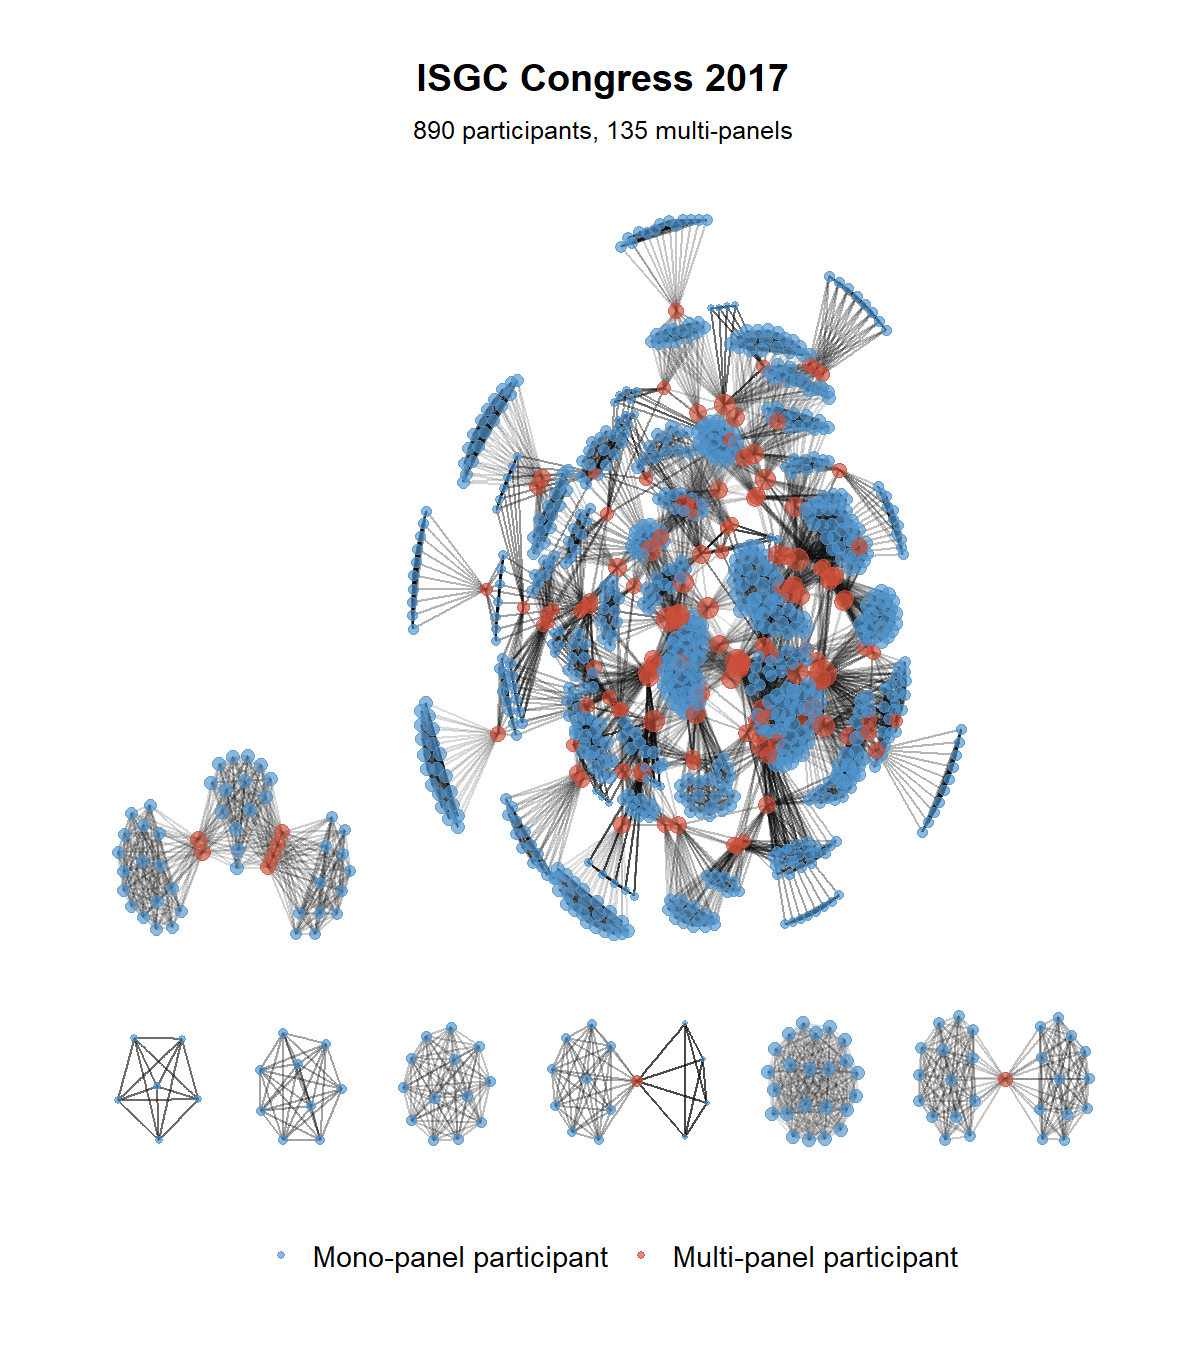 ISGC Congress 2017
890 participants, 135 multi-panels
Mono-panel participant Multi-panel participant